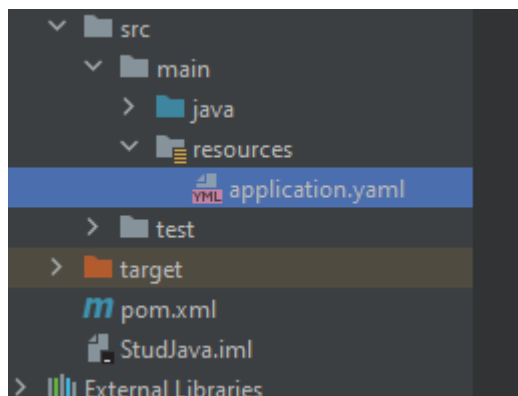 src
main
java
resources
YML application.yaml
test
target
m pom.xml
StudJava.iml
External Libraries